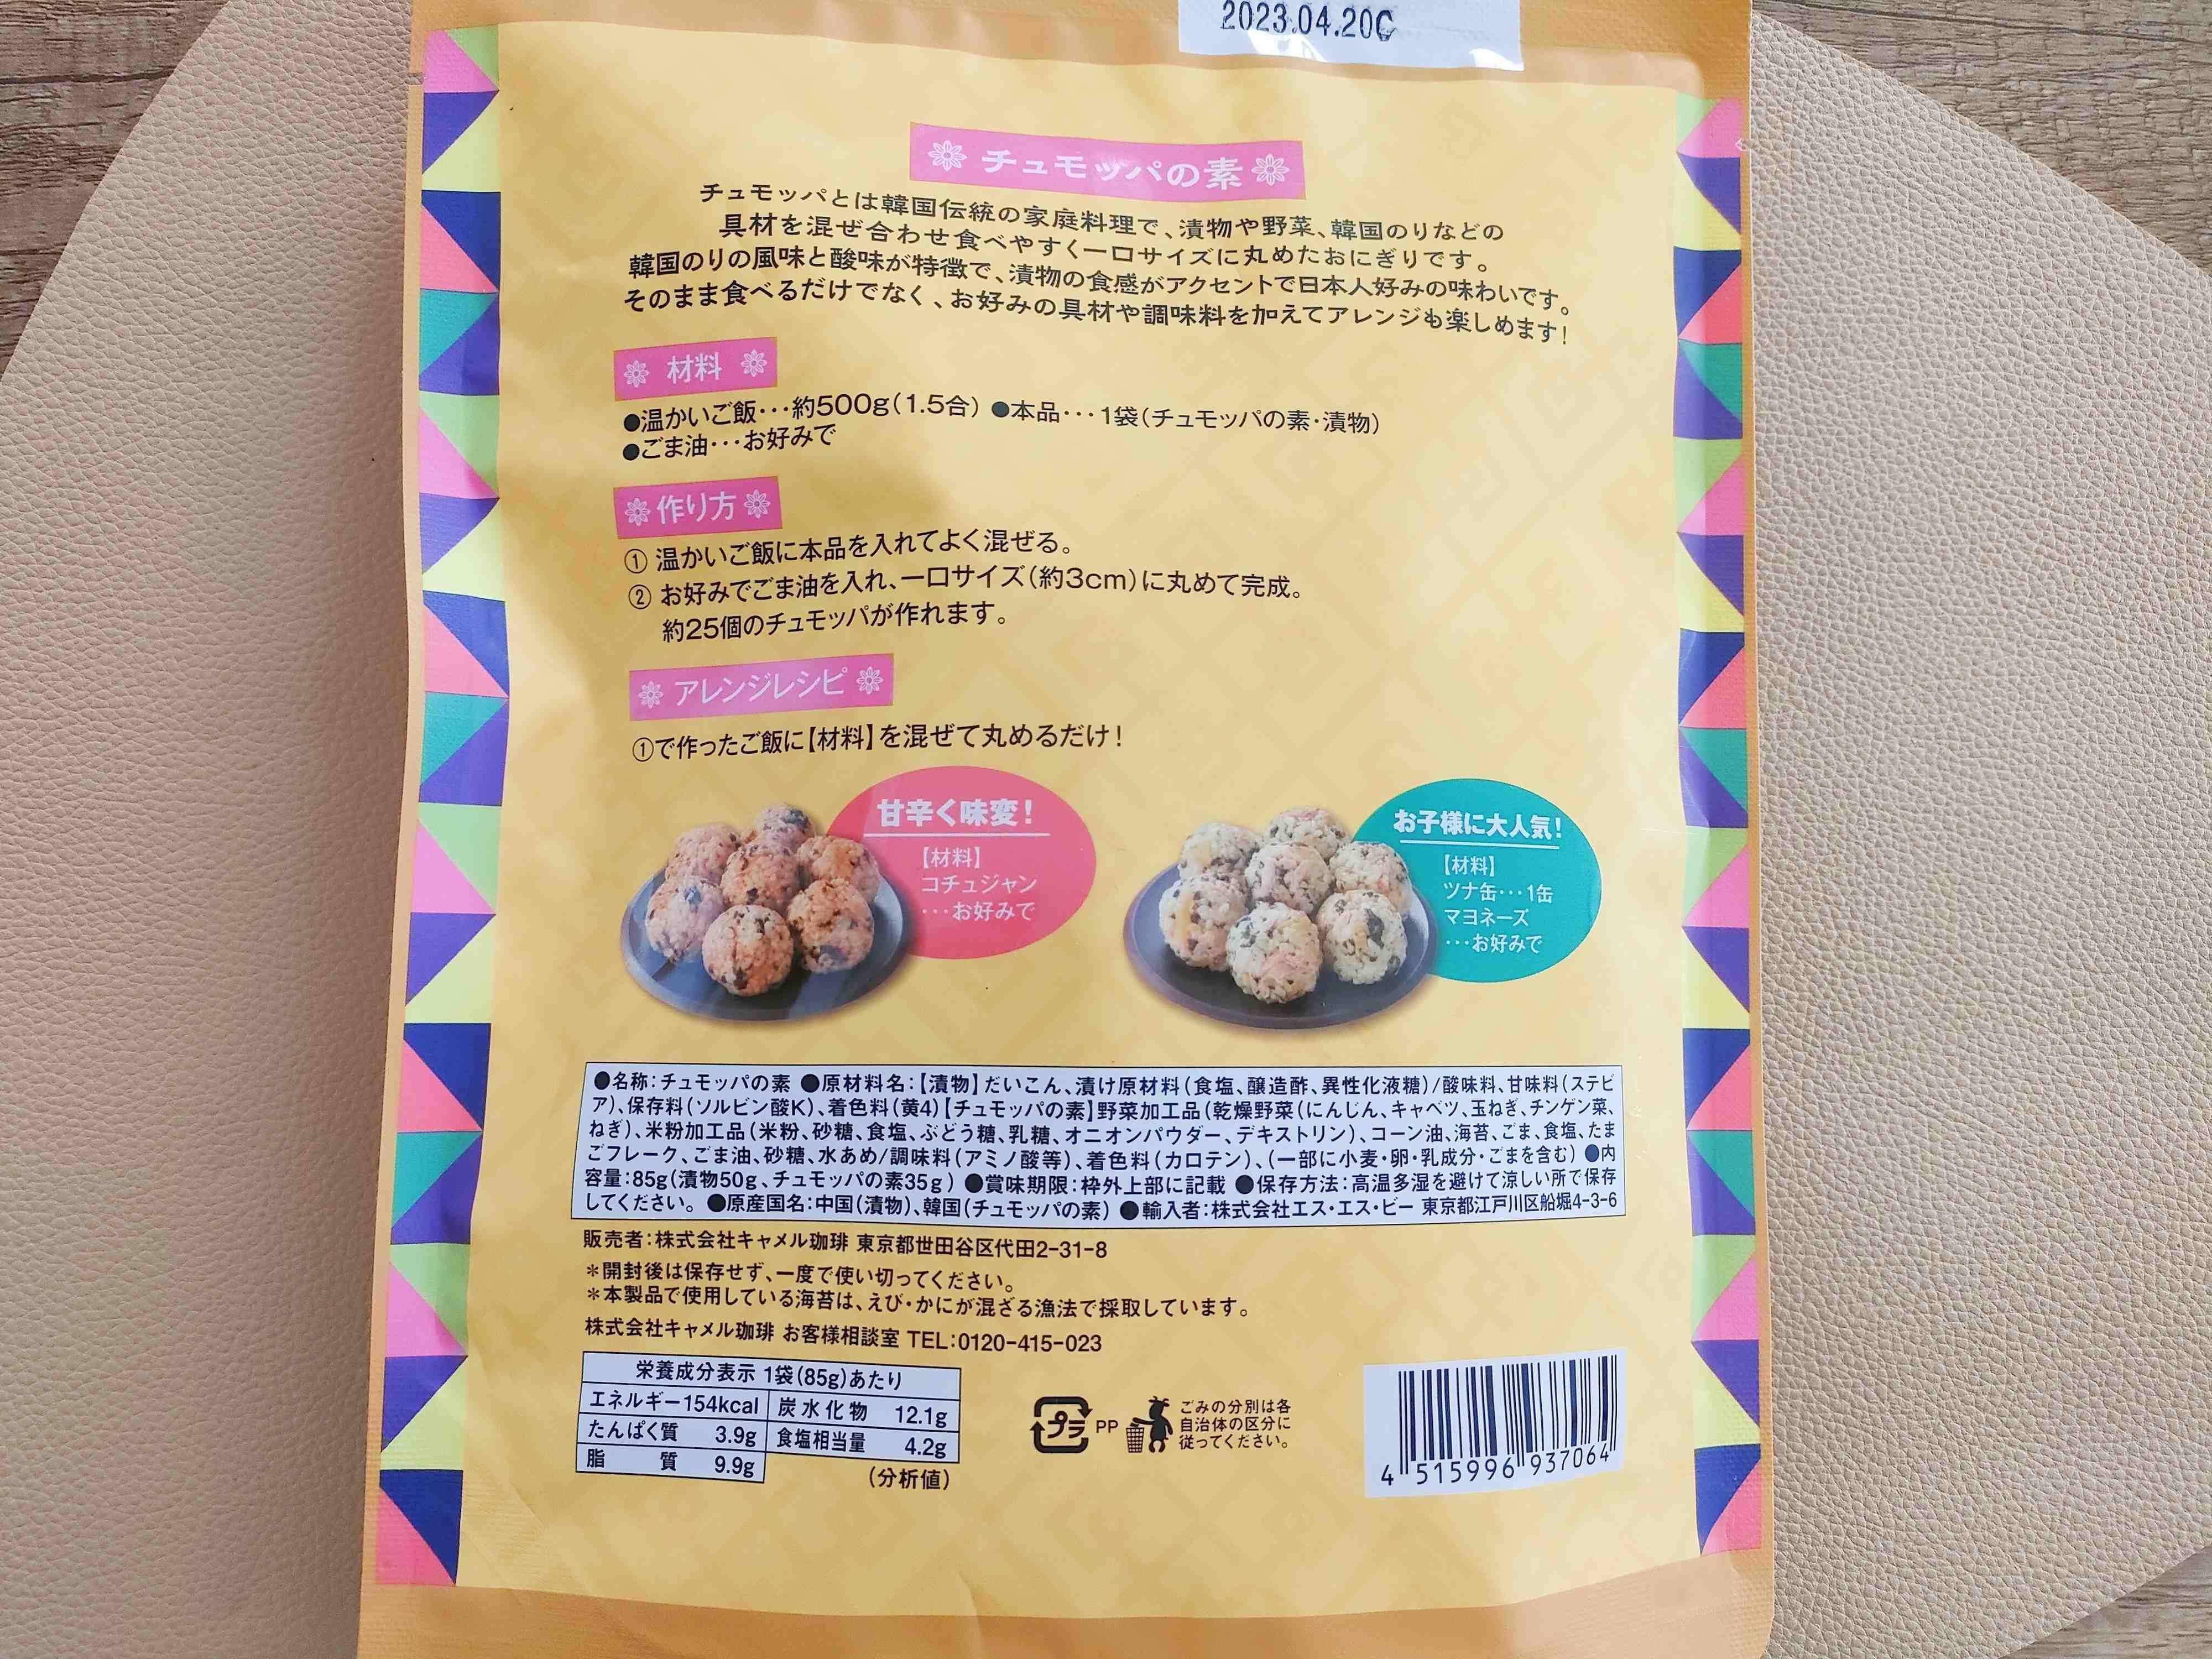 2023.04.20C
チュモッパの素
チュモッパとは韓国伝統の家庭料理で、漬物や野菜、韓国のりなどの
具材を混ぜ合わせ食べやすく一口サイズに丸めたおにぎりです。
韓国のりの風味と酸味が特徴で、漬物の食感がアクセントで日本人好みの味わいです。
そのまま食べるだけでなく、お好みの具材や調味料を加えてアレンジも楽しめます!
材料
●温かいご飯・・・約500g(1.5合) ●本品・・・1袋(チュモッパの素・漬物)
●ごま油・・・お好みで
作り方
① 温かいご飯に本品を入れてよく混ぜる。
② お好みでごま油を入れ、一口サイズ(約3cm)に丸めて完成。
約25個のチュモッパが作れます。
アレンジレシピ
①で作ったご飯に【材料】を混ぜて丸めるだけ!
甘辛く味変!
【材料】
コチュジャン
・・・お好みで
お子様に大人気!
【材料】
ツナ缶・・・1缶
マヨネーズ
・・・お好みで
●名称:チュモッパの素 ●原材料名:【漬物】だいこん、漬け原材料(食塩、醸造酢、異性化液糖)/酸味料、甘味料(ステビ
ア)、保存料(ソルビン酸K)、着色料(黄4)【チュモッパの素】野菜加工品(乾燥野菜(にんじん、キャベツ、玉ねぎ、チンゲン菜、
ねぎ)、米粉加工品(米粉、砂糖、食塩、ぶどう糖、乳糖、オニオンパウダー、デキストリン)、コーン油、海苔、ごま、食塩、たま
ごフレーク、ごま油、砂糖、水あめ/調味料(アミノ酸等)、着色料(カロテン)、(一部に小麦・卵・乳成分・ごまを含む) ●内
容量:85g(漬物50g、チュモッパの素35g) ●賞味期限:枠外上部に記載 ●保存方法:高温多湿を避けて涼しい所で保存
してください。 ●原産国名:中国(漬物)、韓国(チュモッパの素) ●輸入者:株式会社エス・エス・ビー 東京都江戸川区船堀4-3-6
販売者:株式会社キャメル珈琲 東京都世田谷区代田2-31-8
*開封後は保存せず、一度で使い切ってください。
*本製品で使用している海苔は、えび・かにが混ざる漁法で採取しています。
株式会社キャメル珈琲 お客様相談室 TEL:0120-415-023
栄養成分表示 1袋(85g)あたり
エネルギー154kcal 炭水化物 12.1g
たんぱく質 3.9g 食塩相当量 4.2g
脂質 9.9g
(分析値)
プラ PP
ごみの分別は各
自治体の区分に
従ってください。
4 515996 937064